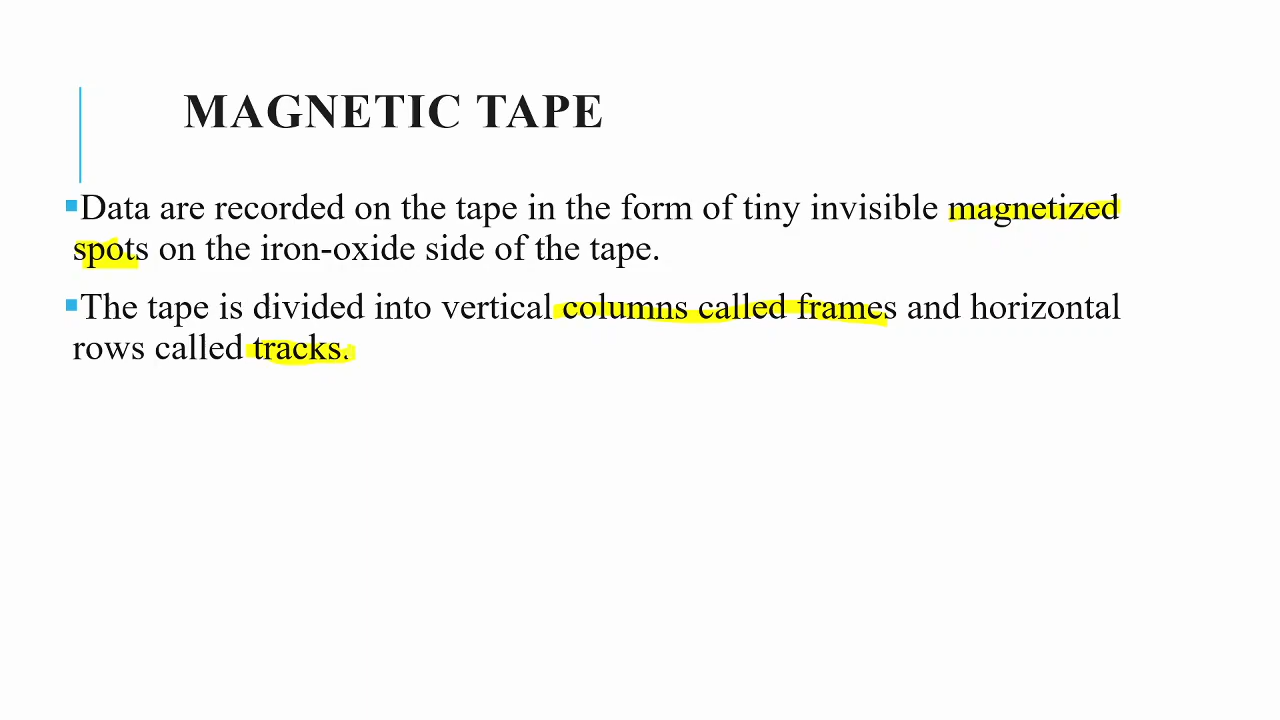 MAGNETIC TAPE
▪Data are recorded on the tape in the form of tiny invisible magnetized
spots on the iron-oxide side of the tape.
▪The tape is divided into vertical columns called frames and horizontal
rows called tracks.